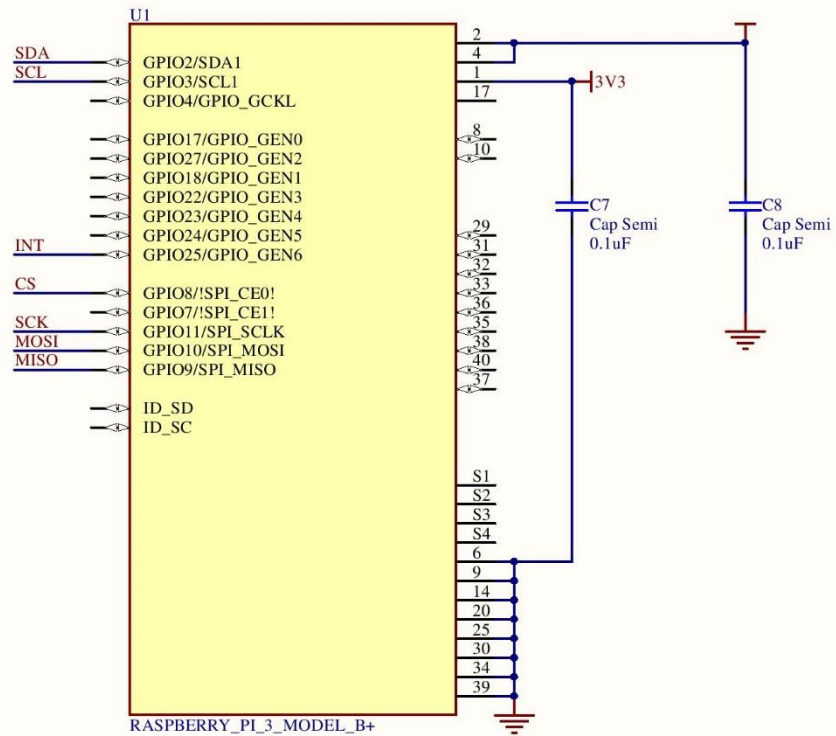 U1
SDA
SCL
GPIO2/SDA1
GPIO3/SCL1
GPIO4/GPIO_GCKL
GPIO17/GPIO_GEN0
GPIO27/GPIO_GEN2
GPIO18/GPIO_GEN1
GPIO22/GPIO_GEN3
GPIO23/GPIO_GEN4
GPIO24/GPIO_GEN5
INT
GPIO25/GPIO_GEN6
CS
GPIO8/!SPI_CE0!
GPIO7/!SPI_CE1!
SCK
GPIO11/SPI_SCLK
MOSI
GPIO10/SPI_MOSI
MISO
GPIO9/SPI_MISO
ID_SD
ID_SC
2
4
1
17
8
10
29
31
32
33
36
35
38
40
37
S1
S2
S3
S4
6
9
14
20
25
30
34
39
3V3
C7
Cap Semi
0.1uF
C8
Cap Semi
0.1uF
RASPBERRY_PI_3_MODEL_B+